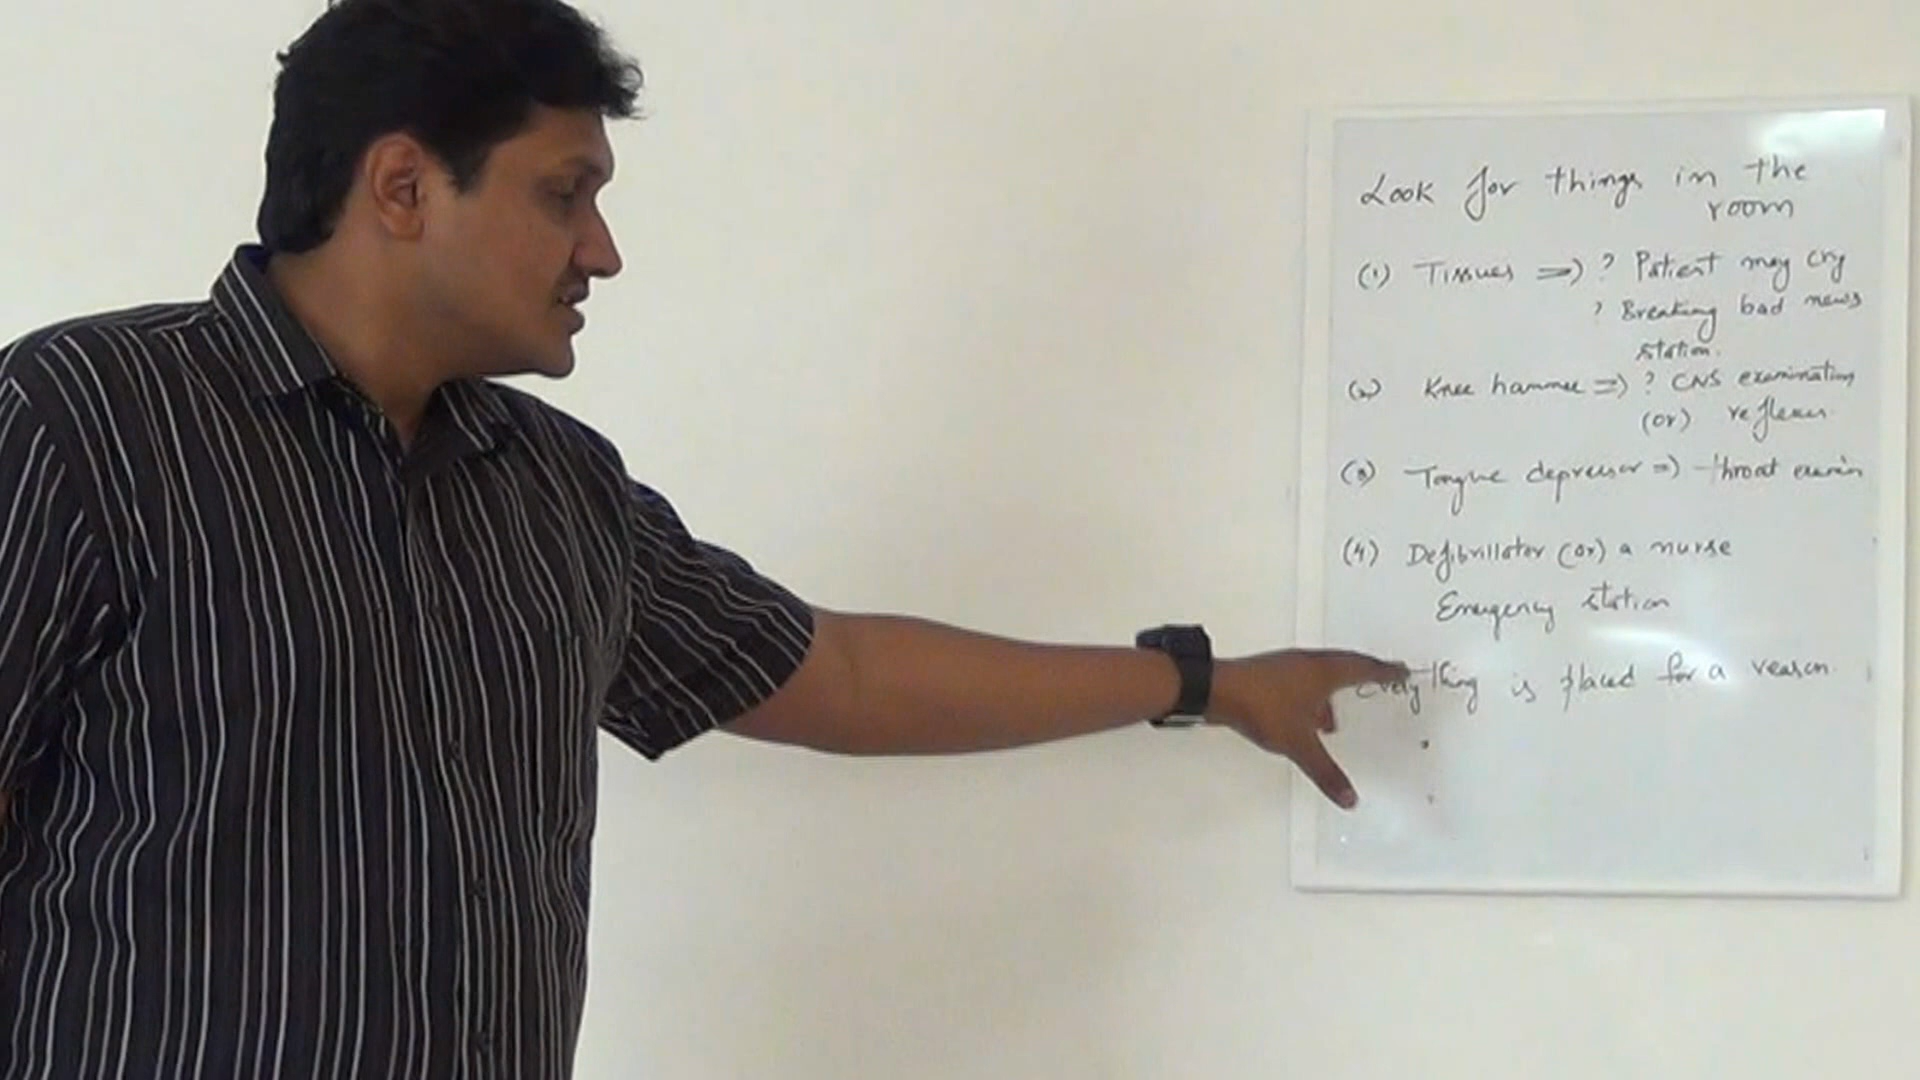 Look for things in the
room
(1) Tissues => ? Patient may cry
? Breaking bad news
station.
(2) Knee hammer => ? CNS examination
(or) reflexes.
(3) Tongue depressor => throat exam'n
(4) Defibrillator (or) a nurse
Emergency station
Everything is placed for a reason.